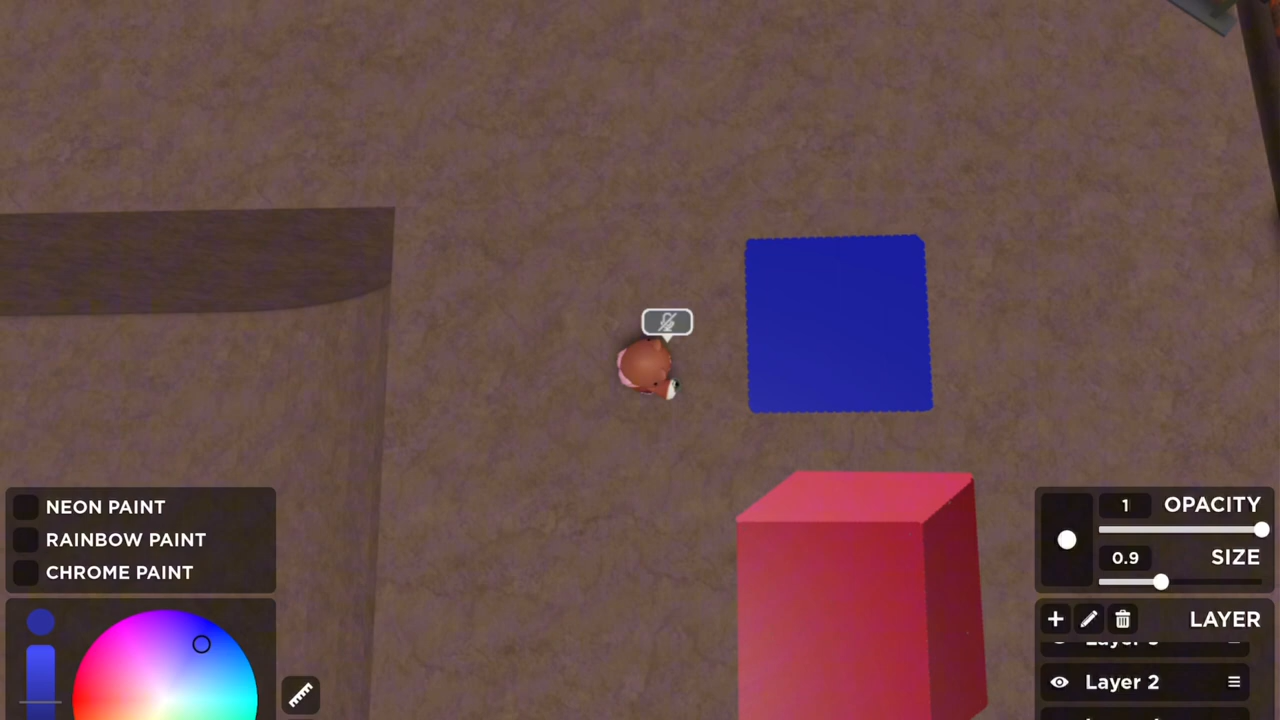 NEON PAINT
RAINBOW PAINT
CHROME PAINT
1 OPACITY
0.9 SIZE
LAYER
Layer 2